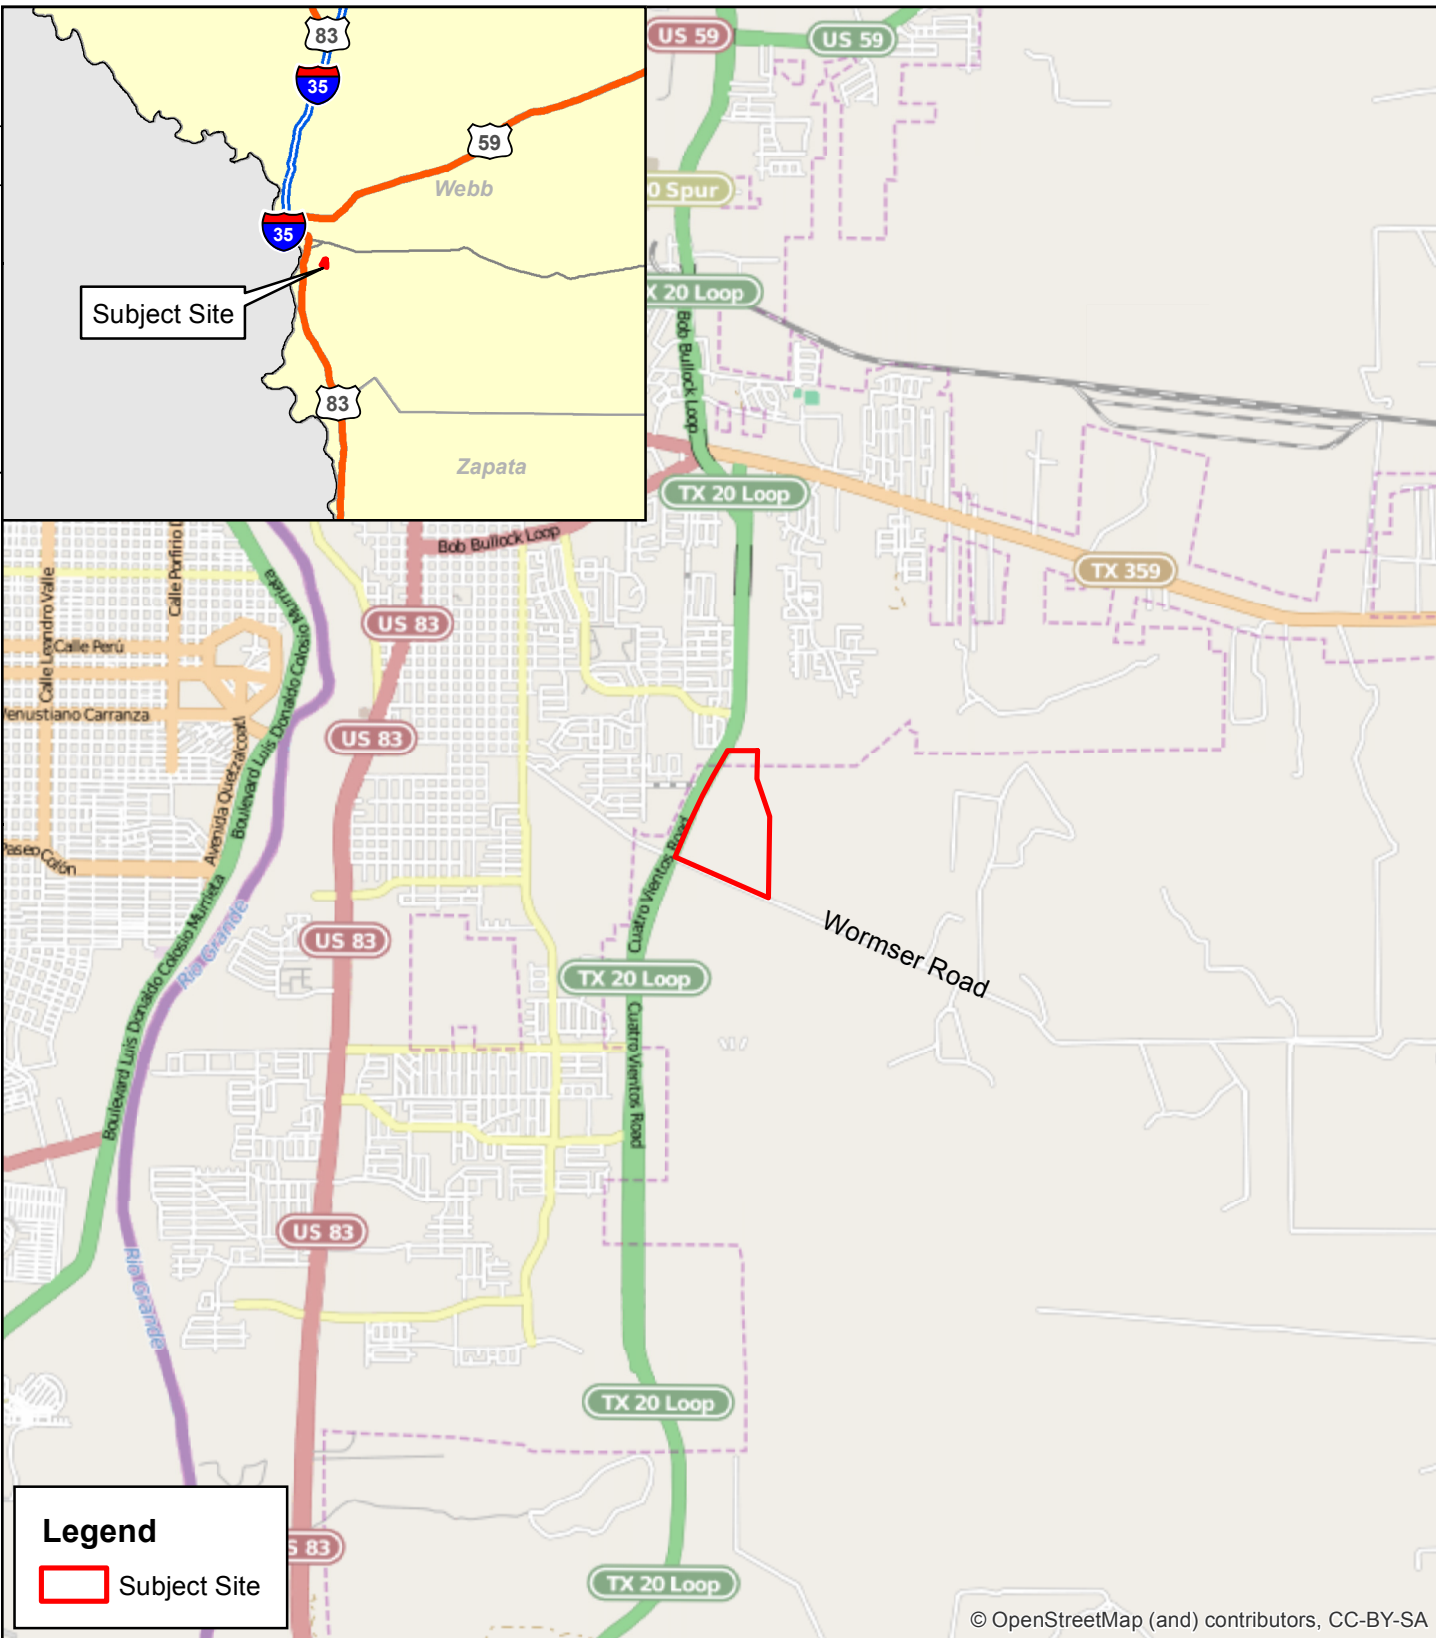 83
35
59
Webb
35
Subject Site
83
Zapata
US 59
US 59
0 Spur
X 20 Loop
Bob Bullock Loop
TX 20 Loop
Bob Bullock Loop
TX 359
Calle Leandro Valle
Calle Porfirio D
Boulevard Luis Donaldo Colosio Murrieta
US 83
Calle Perú
Venustiano Carranza
US 83
Avenida Quetzalcoatl
Paseo Colón
Cuatro Vientos Road
Wormser Road
US 83
Rio Grande
TX 20 Loop
Boulevard Luis Donaldo Colosio Murrieta
Cuatro Vientos Road
US 83
Rio Grande
TX 20 Loop
Legend
Subject Site
S 83
TX 20 Loop
© OpenStreetMap (and) contributors, CC-BY-SA